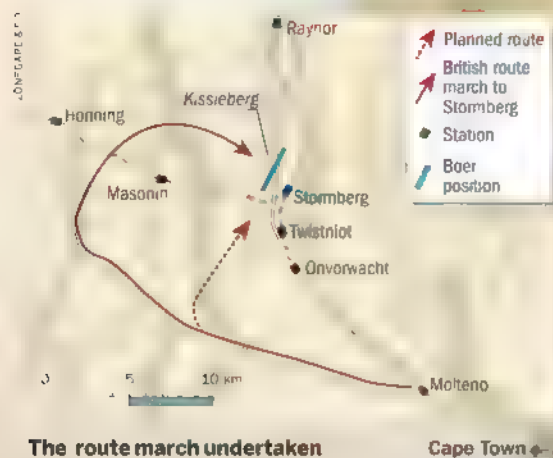 Raynor
Planned route
British route
march to
Stormberg
Station
Boer
position
Kissieberg
Honning
Masonin
Stormberg
Twistniot
Onvorwacht
5
10 km
Molteno
The route march undertaken
Cape Town